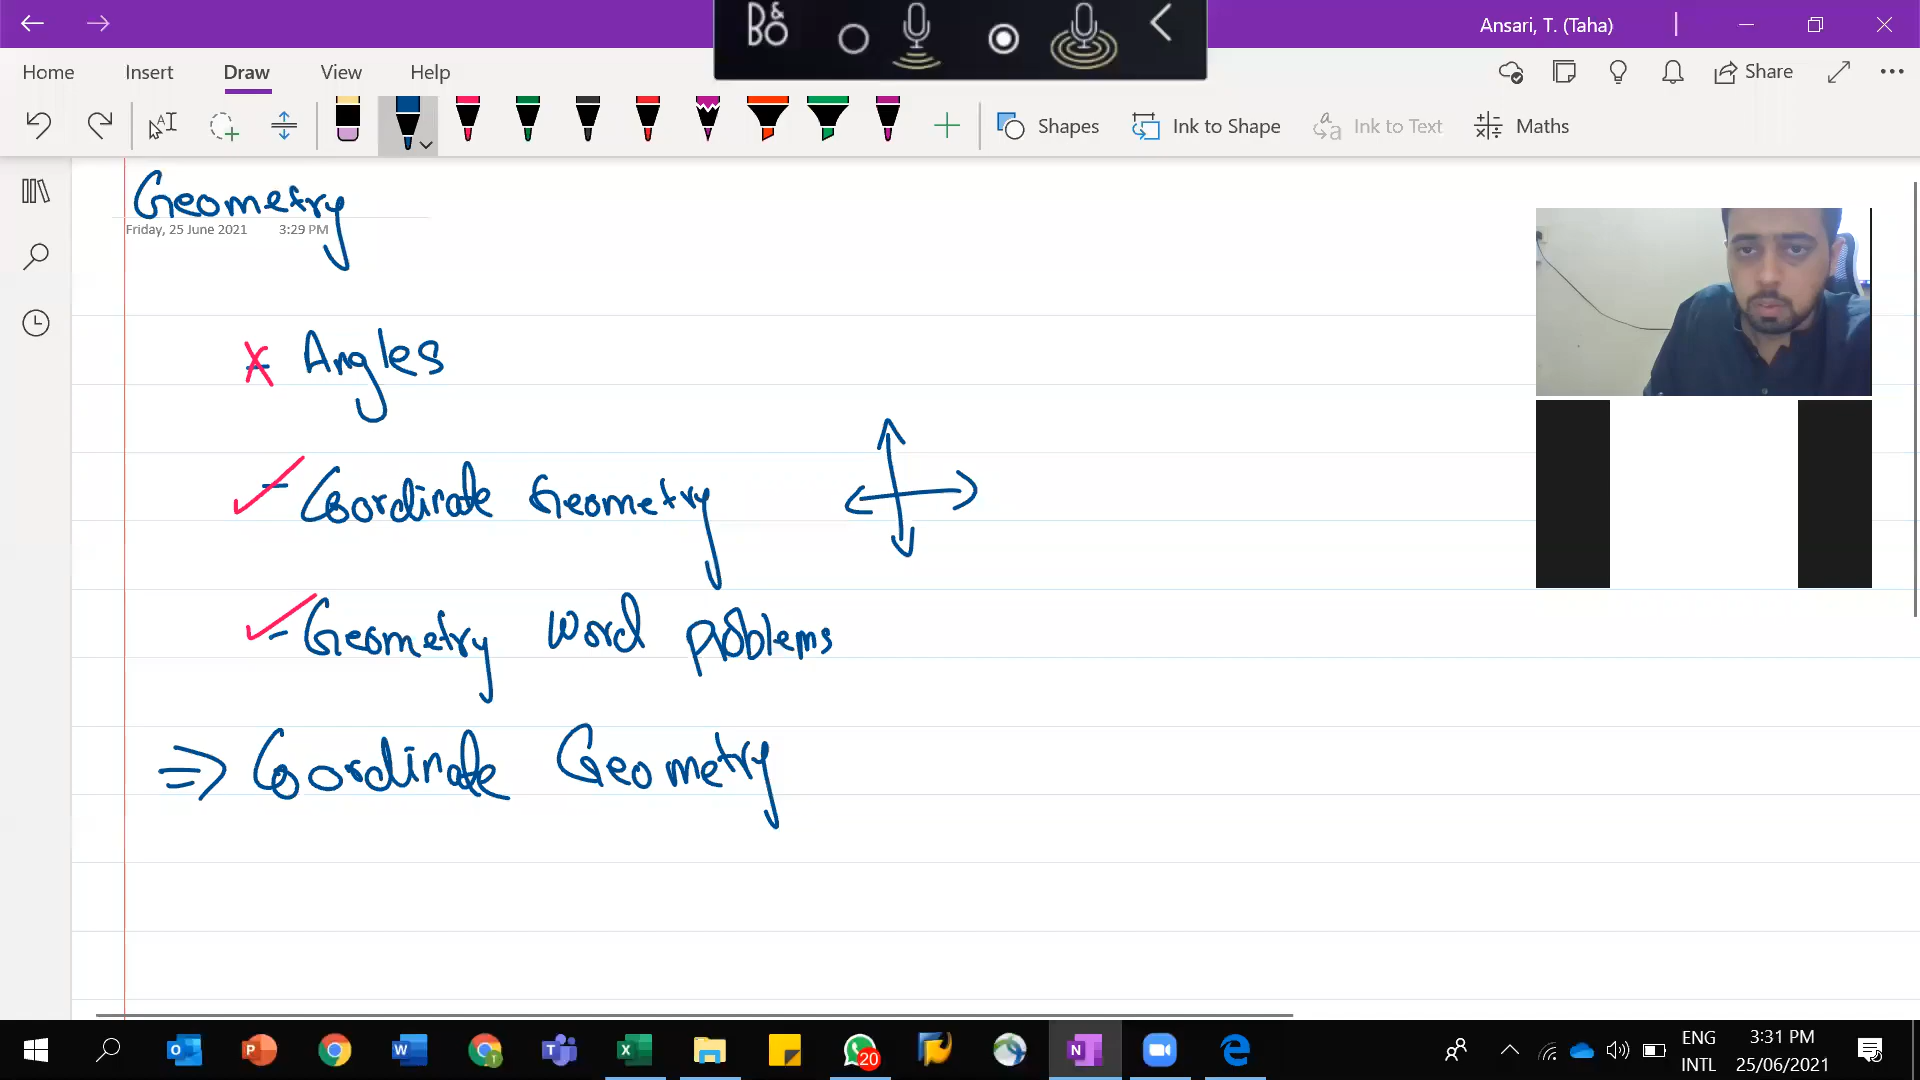 Ansari, T. (Taha)
B&O
Home Insert Draw View Help
Share
Shapes Ink to Shape Ink to Text Maths
Geometry
Friday, 25 June 2021 3:29 PM
x Angles
- Coordinate Geometry
- Geometry Word Problems
⇒ Coordinate Geometry
20
ENG 3:31 PM
INTL 25/06/2021